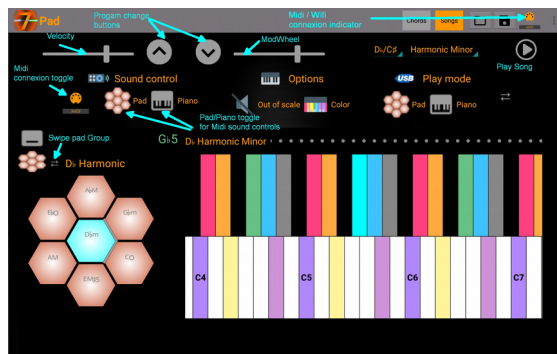 7 Pad
Progam change
buttons
Midi / Wifi
connexion indicator
Chords
Songs
Velocity
ModWheel
D♭/C♯
Harmonic Minor
Play Song
Midi
connexion toggle
Sound control
Options
USB
Play mode
Pad
Piano
Out of scale
Color
Pad
Piano
Pad/Piano toggle
for Midi sound controls
Swipe pad Group
G♭5
D♭ Harmonic Minor
D♭ Harmonic
A♭M
E♭O
G♭m
D♭m
AM
CO
C4
C5
C6
C7